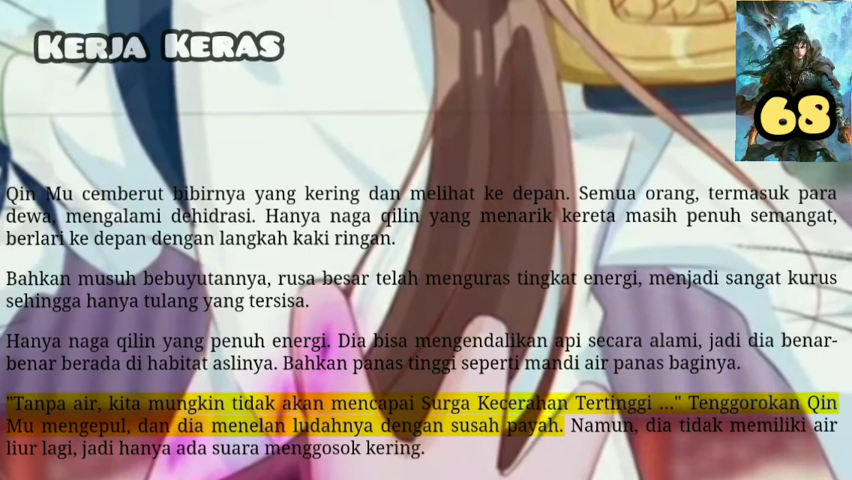 KERJA KERAS
68
Qin Mu cemberut bibirnya yang kering dan melihat ke depan. Semua orang, termasuk para
dewa, mengalami dehidrasi. Hanya naga qilin yang menarik kereta masih penuh semangat,
berlari ke depan dengan langkah kaki ringan.
Bahkan musuh bebuyutannya, rusa besar telah menguras tingkat energi, menjadi sangat kurus
sehingga hanya tulang yang tersisa.
Hanya naga qilin yang penuh energi. Dia bisa mengendalikan api secara alami, jadi dia benar-
benar berada di habitat aslinya. Bahkan panas tinggi seperti mandi air panas baginya.
"Tanpa air, kita mungkin tidak akan mencapai Surga Kecerahan Tertinggi ..." Tenggorokan Qin
Mu mengepul, dan dia menelan ludahnya dengan susah payah. Namun, dia tidak memiliki air
liur lagi, jadi hanya ada suara menggosok kering.